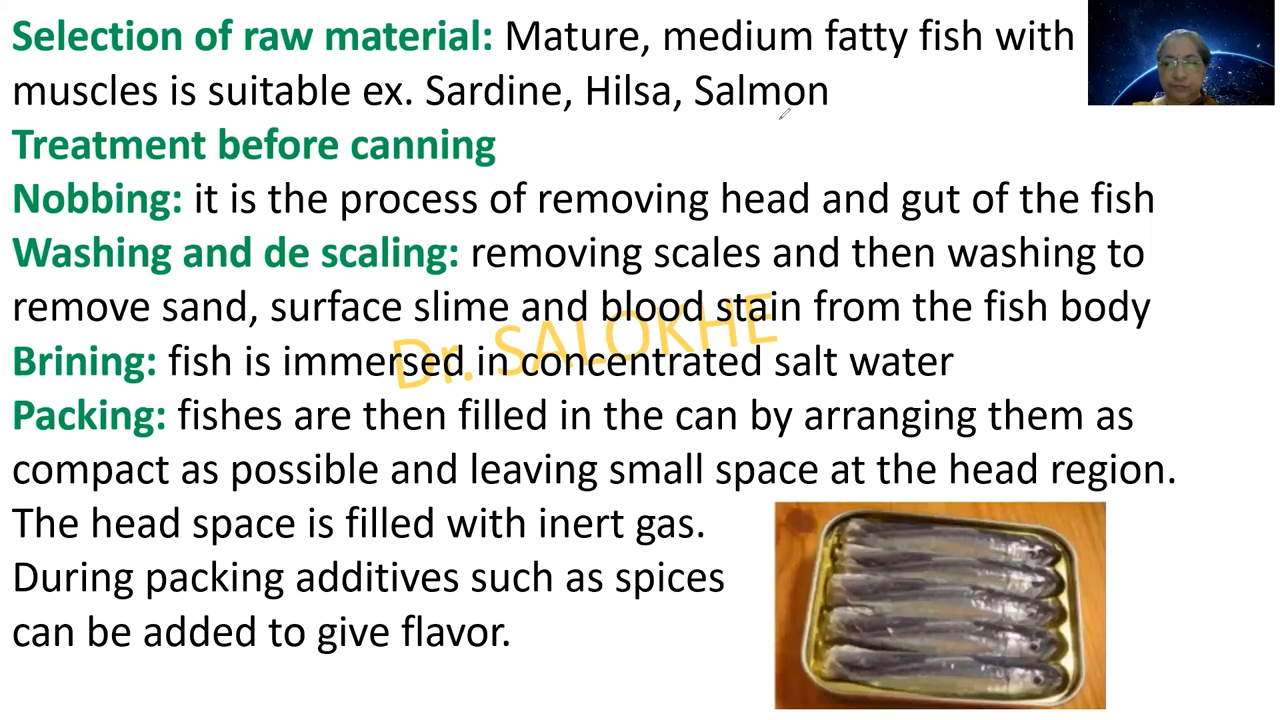 Selection of raw material: Mature, medium fatty fish with
muscles is suitable ex. Sardine, Hilsa, Salmon
Treatment before canning
Nobbing: it is the process of removing head and gut of the fish
Washing and de scaling: removing scales and then washing to
remove sand, surface slime and blood stain from the fish body
Dr. SALOKHE
Brining: fish is immersed in concentrated salt water
Packing: fishes are then filled in the can by arranging them as
compact as possible and leaving small space at the head region.
The head space is filled with inert gas.
During packing additives such as spices
can be added to give flavor.